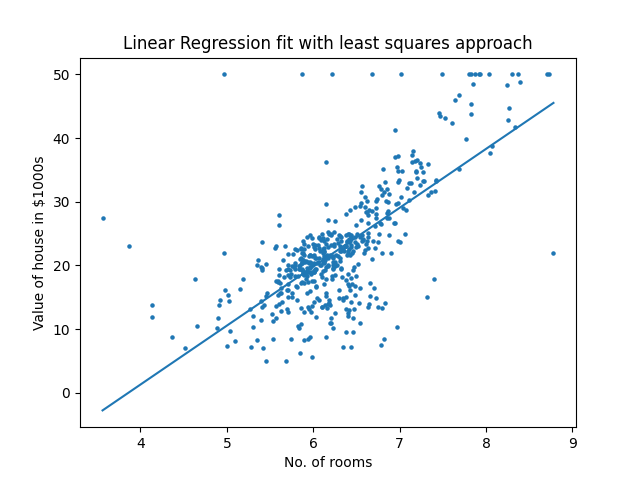 Linear Regression fit with least squares approach
50
40
30
20
10
0
Value of house in $1000s
4 5 6 7 8 9
No. of rooms